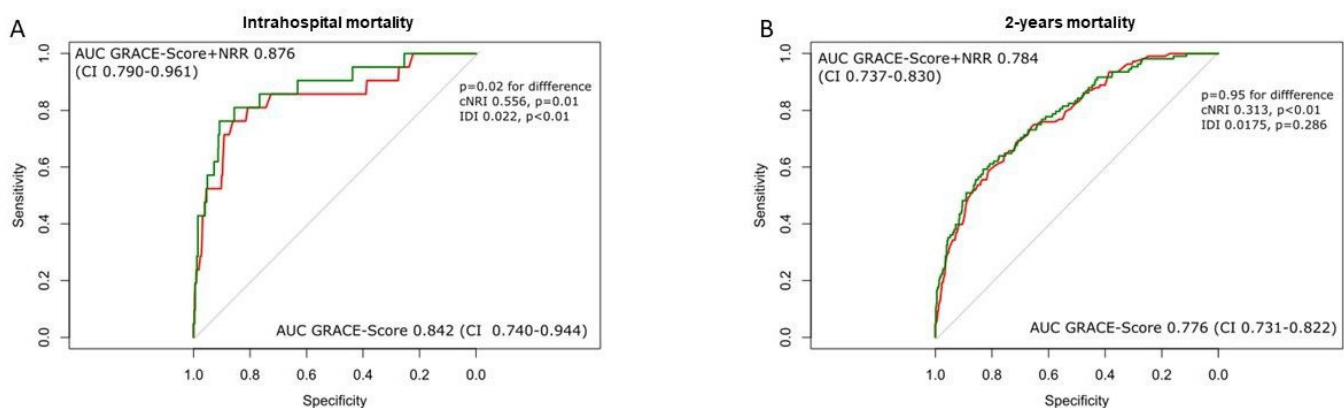 A
Intrahospital mortality
AUC GRACE-Score+NRR 0.876
(CI 0.790-0.961)
p=0.02 for diffference
cNRI 0.556, p=0.01
IDI 0.022, p<0.01
Sensitivity
1.0
0.8
0.6
0.4
0.2
0.0
AUC GRACE-Score 0.842 (CI 0.740-0.944)
1.0 0.8 0.6 0.4 0.2 0.0
Specificity
B
2-years mortality
AUC GRACE-Score+NRR 0.784
(CI 0.737-0.830)
p=0.95 for difference
cNRI 0.313, p<0.01
IDI 0.0175, p=0.286
Sensitivity
1.0
0.8
0.6
0.4
0.2
0.0
AUC GRACE-Score 0.776 (CI 0.731-0.822)
1.0 0.8 0.6 0.4 0.2 0.0
Specificity